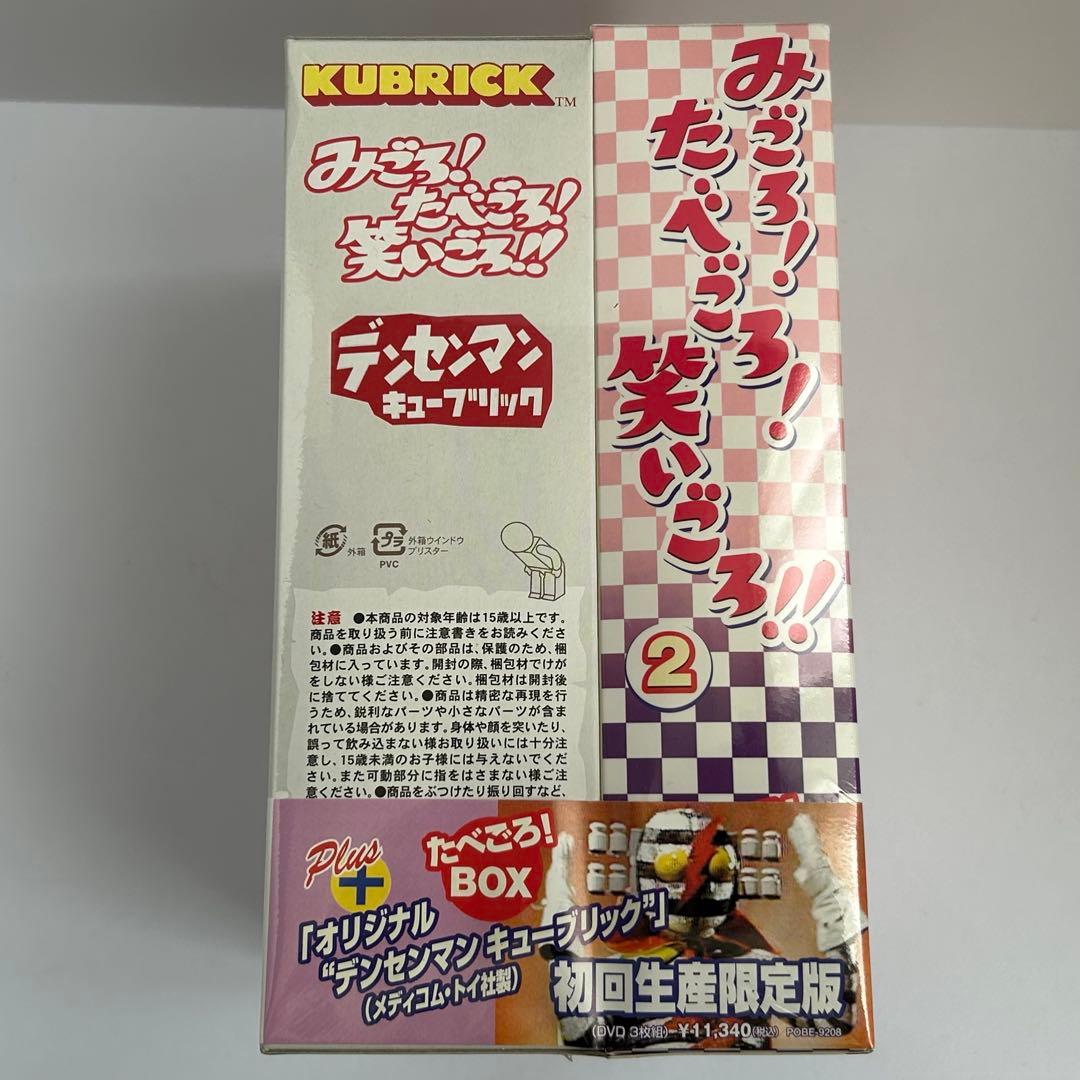 KUBRICK™
みごろ!
たべごろ!
笑いごろ!!
デンセンマン
キューブリック
紙 外箱
プラ 外箱ウインドウ
ブリスター
PVC
注意 ●本商品の対象年齢は15歳以上です。
商品を取り扱う前に注意書きをお読みくださ
い。●商品およびその部品は、保護のため、梱
包材に入っています。開封の際、梱包材でけが
をしない様ご注意ください。梱包材は開封後
に捨ててください。●商品は精密な再現を行
うため、鋭利なパーツや小さなパーツが含ま
れている場合があります。身体や顔を突いたり、
誤って飲み込まない様お取り扱いには十分注
意し、15歳未満のお子様には与えないでくだ
さい。また可動部分に指をはさまない様ご注
意ください。●商品をぶつけたり振り回すなど、
みごろ!
たべごろ!
笑いごろ!!
2
Plus
+
たべごろ!
BOX
「オリジナル
“デンセンマン キューブリック”」
(メディコム・トイ社製)
初回生産限定版
(DVD 3枚組)-¥11,340(税込) POBE-9208